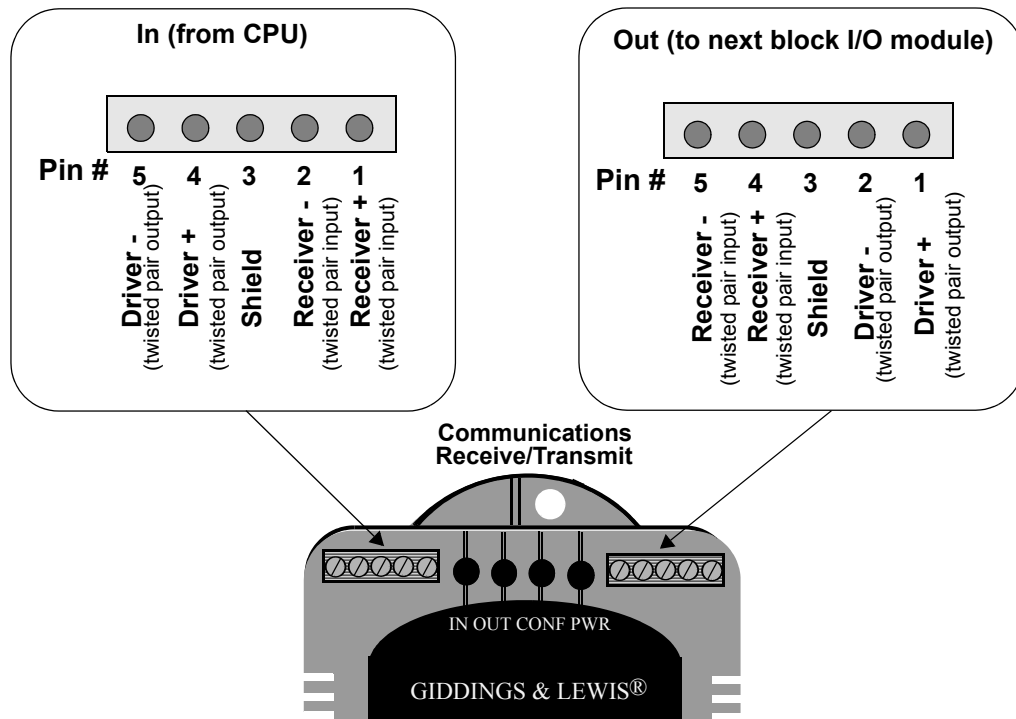 In (from CPU)
Pin # 5 4 3 2 1
Driver -
(twisted pair output)
Driver +
(twisted pair output)
Shield
Receiver -
(twisted pair input)
Receiver +
(twisted pair input)
Out (to next block I/O module)
Pin # 5 4 3 2 1
Receiver -
(twisted pair input)
Receiver +
(twisted pair input)
Shield
Driver -
(twisted pair output)
Driver +
(twisted pair output)
Communications
Receive/Transmit
IN OUT CONF PWR
GIDDINGS & LEWIS®